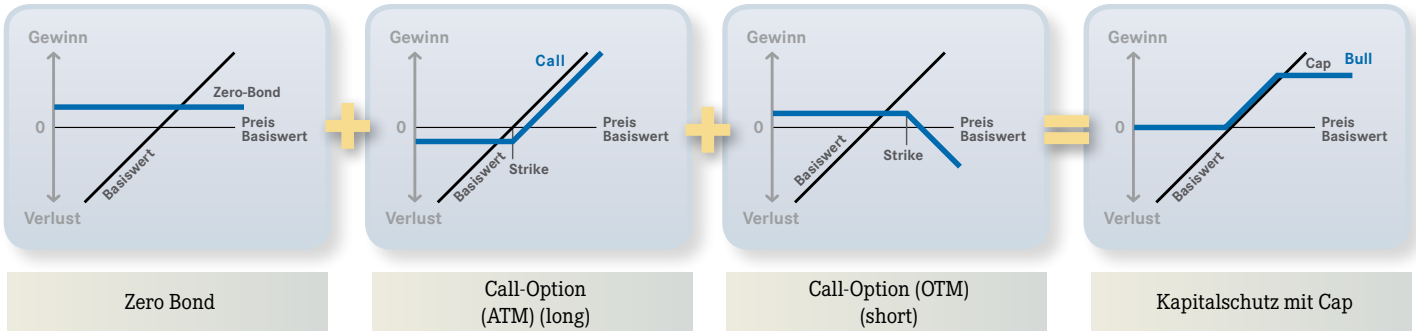 Gewinn
Zero-Bond
0
Preis
Basiswert
Basiswert
Verlust
Zero Bond
Gewinn
Call
0
Preis
Basiswert
Strike
Basiswert
Verlust
Call-Option
(ATM) (long)
Gewinn
0
Preis
Basiswert
Strike
Basiswert
Verlust
Call-Option (OTM)
(short)
Gewinn
Cap
Bull
0
Preis
Basiswert
Basiswert
Verlust
Kapitalschutz mit Cap